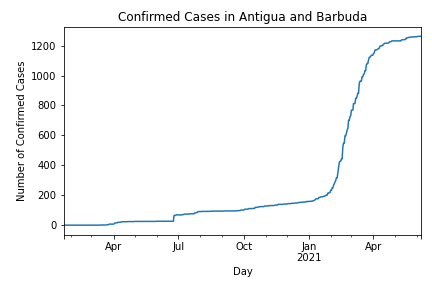 Confirmed Cases in Antigua and Barbuda
Number of Confirmed Cases
1200
1000
800
600
400
200
0
Apr Jul Oct Jan Apr
2021
Day